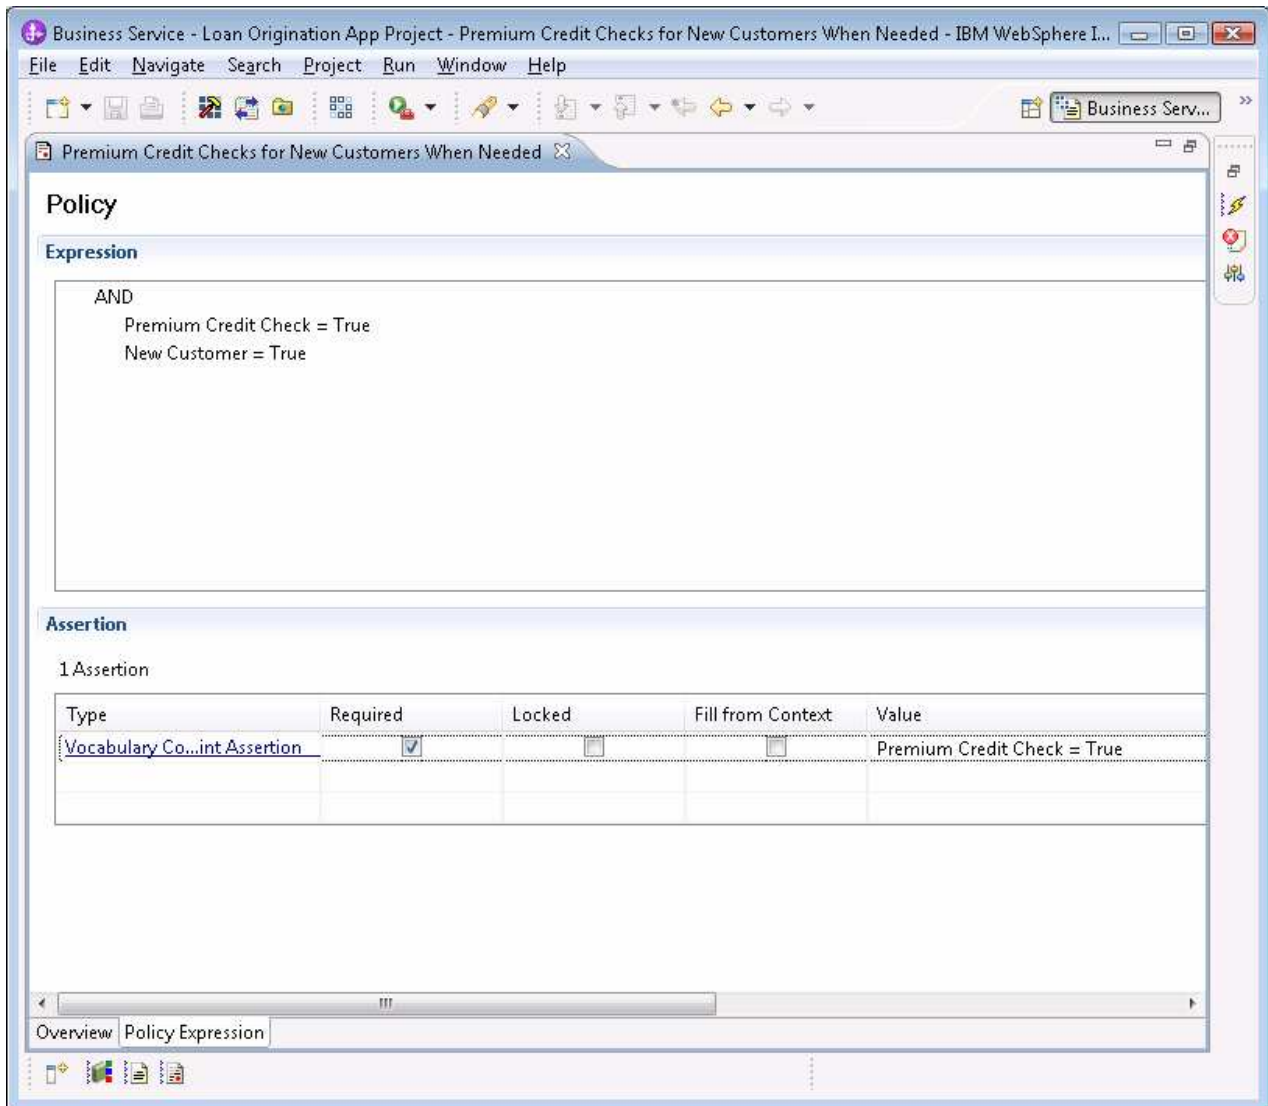 Business Service - Loan Origination App Project - Premium Credit Checks for New Customers When Needed - IBM WebSphere I...
File Edit Navigate Search Project Run Window Help
Business Serv...
Premium Credit Checks for New Customers When Needed
Policy
Expression
AND
Premium Credit Check = True
New Customer = True
Assertion
1 Assertion
Type Required Locked Fill from Context Value
Vocabulary Co...int Assertion Premium Credit Check = True
Overview Policy Expression